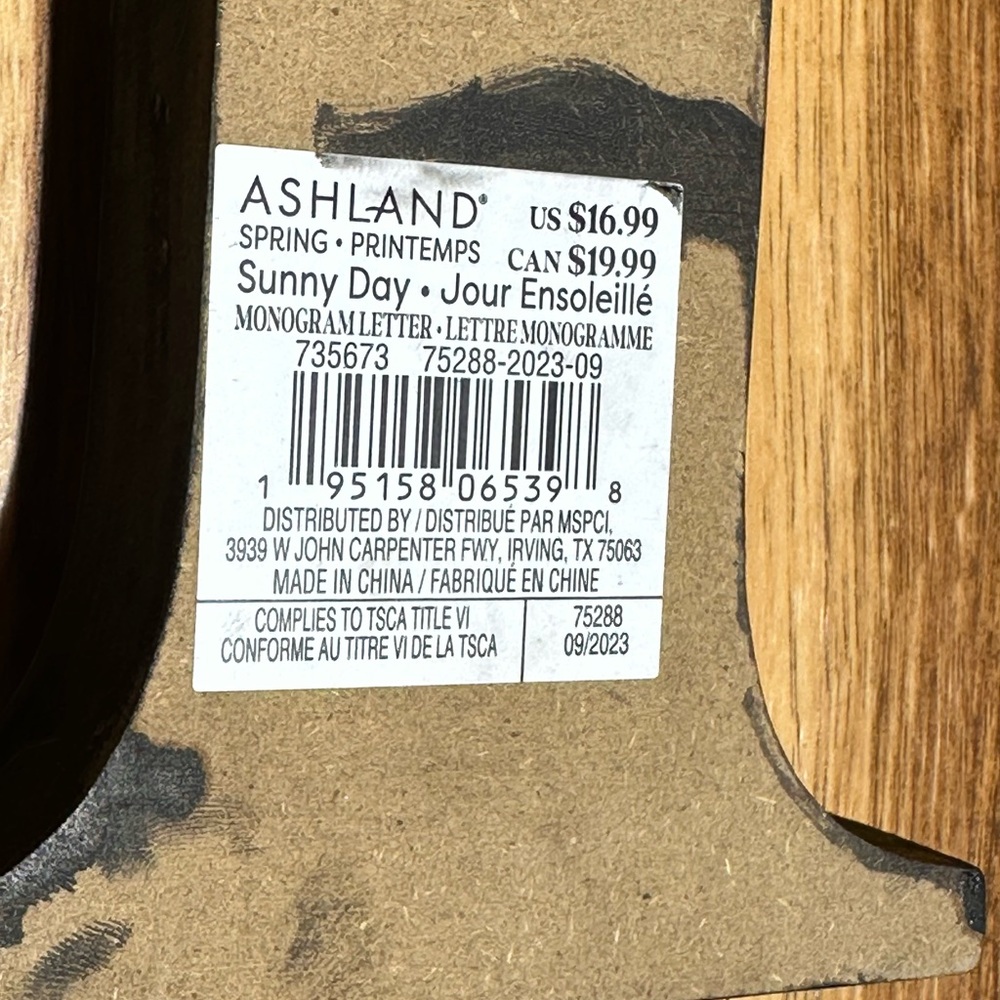 ASHLAND®
US $16.99
SPRING • PRINTEMPS
CAN $19.99
Sunny Day • Jour Ensoleillé
MONOGRAM LETTER • LETTRE MONOGRAMME
735673 75288-2023-09
1 95158 06539 8
DISTRIBUTED BY / DISTRIBUÉ PAR MSPCI,
3939 W JOHN CARPENTER FWY, IRVING, TX 75063
MADE IN CHINA / FABRIQUÉ EN CHINE
COMPLIES TO TSCA TITLE VI
CONFORME AU TITRE VI DE LA TSCA
75288
09/2023